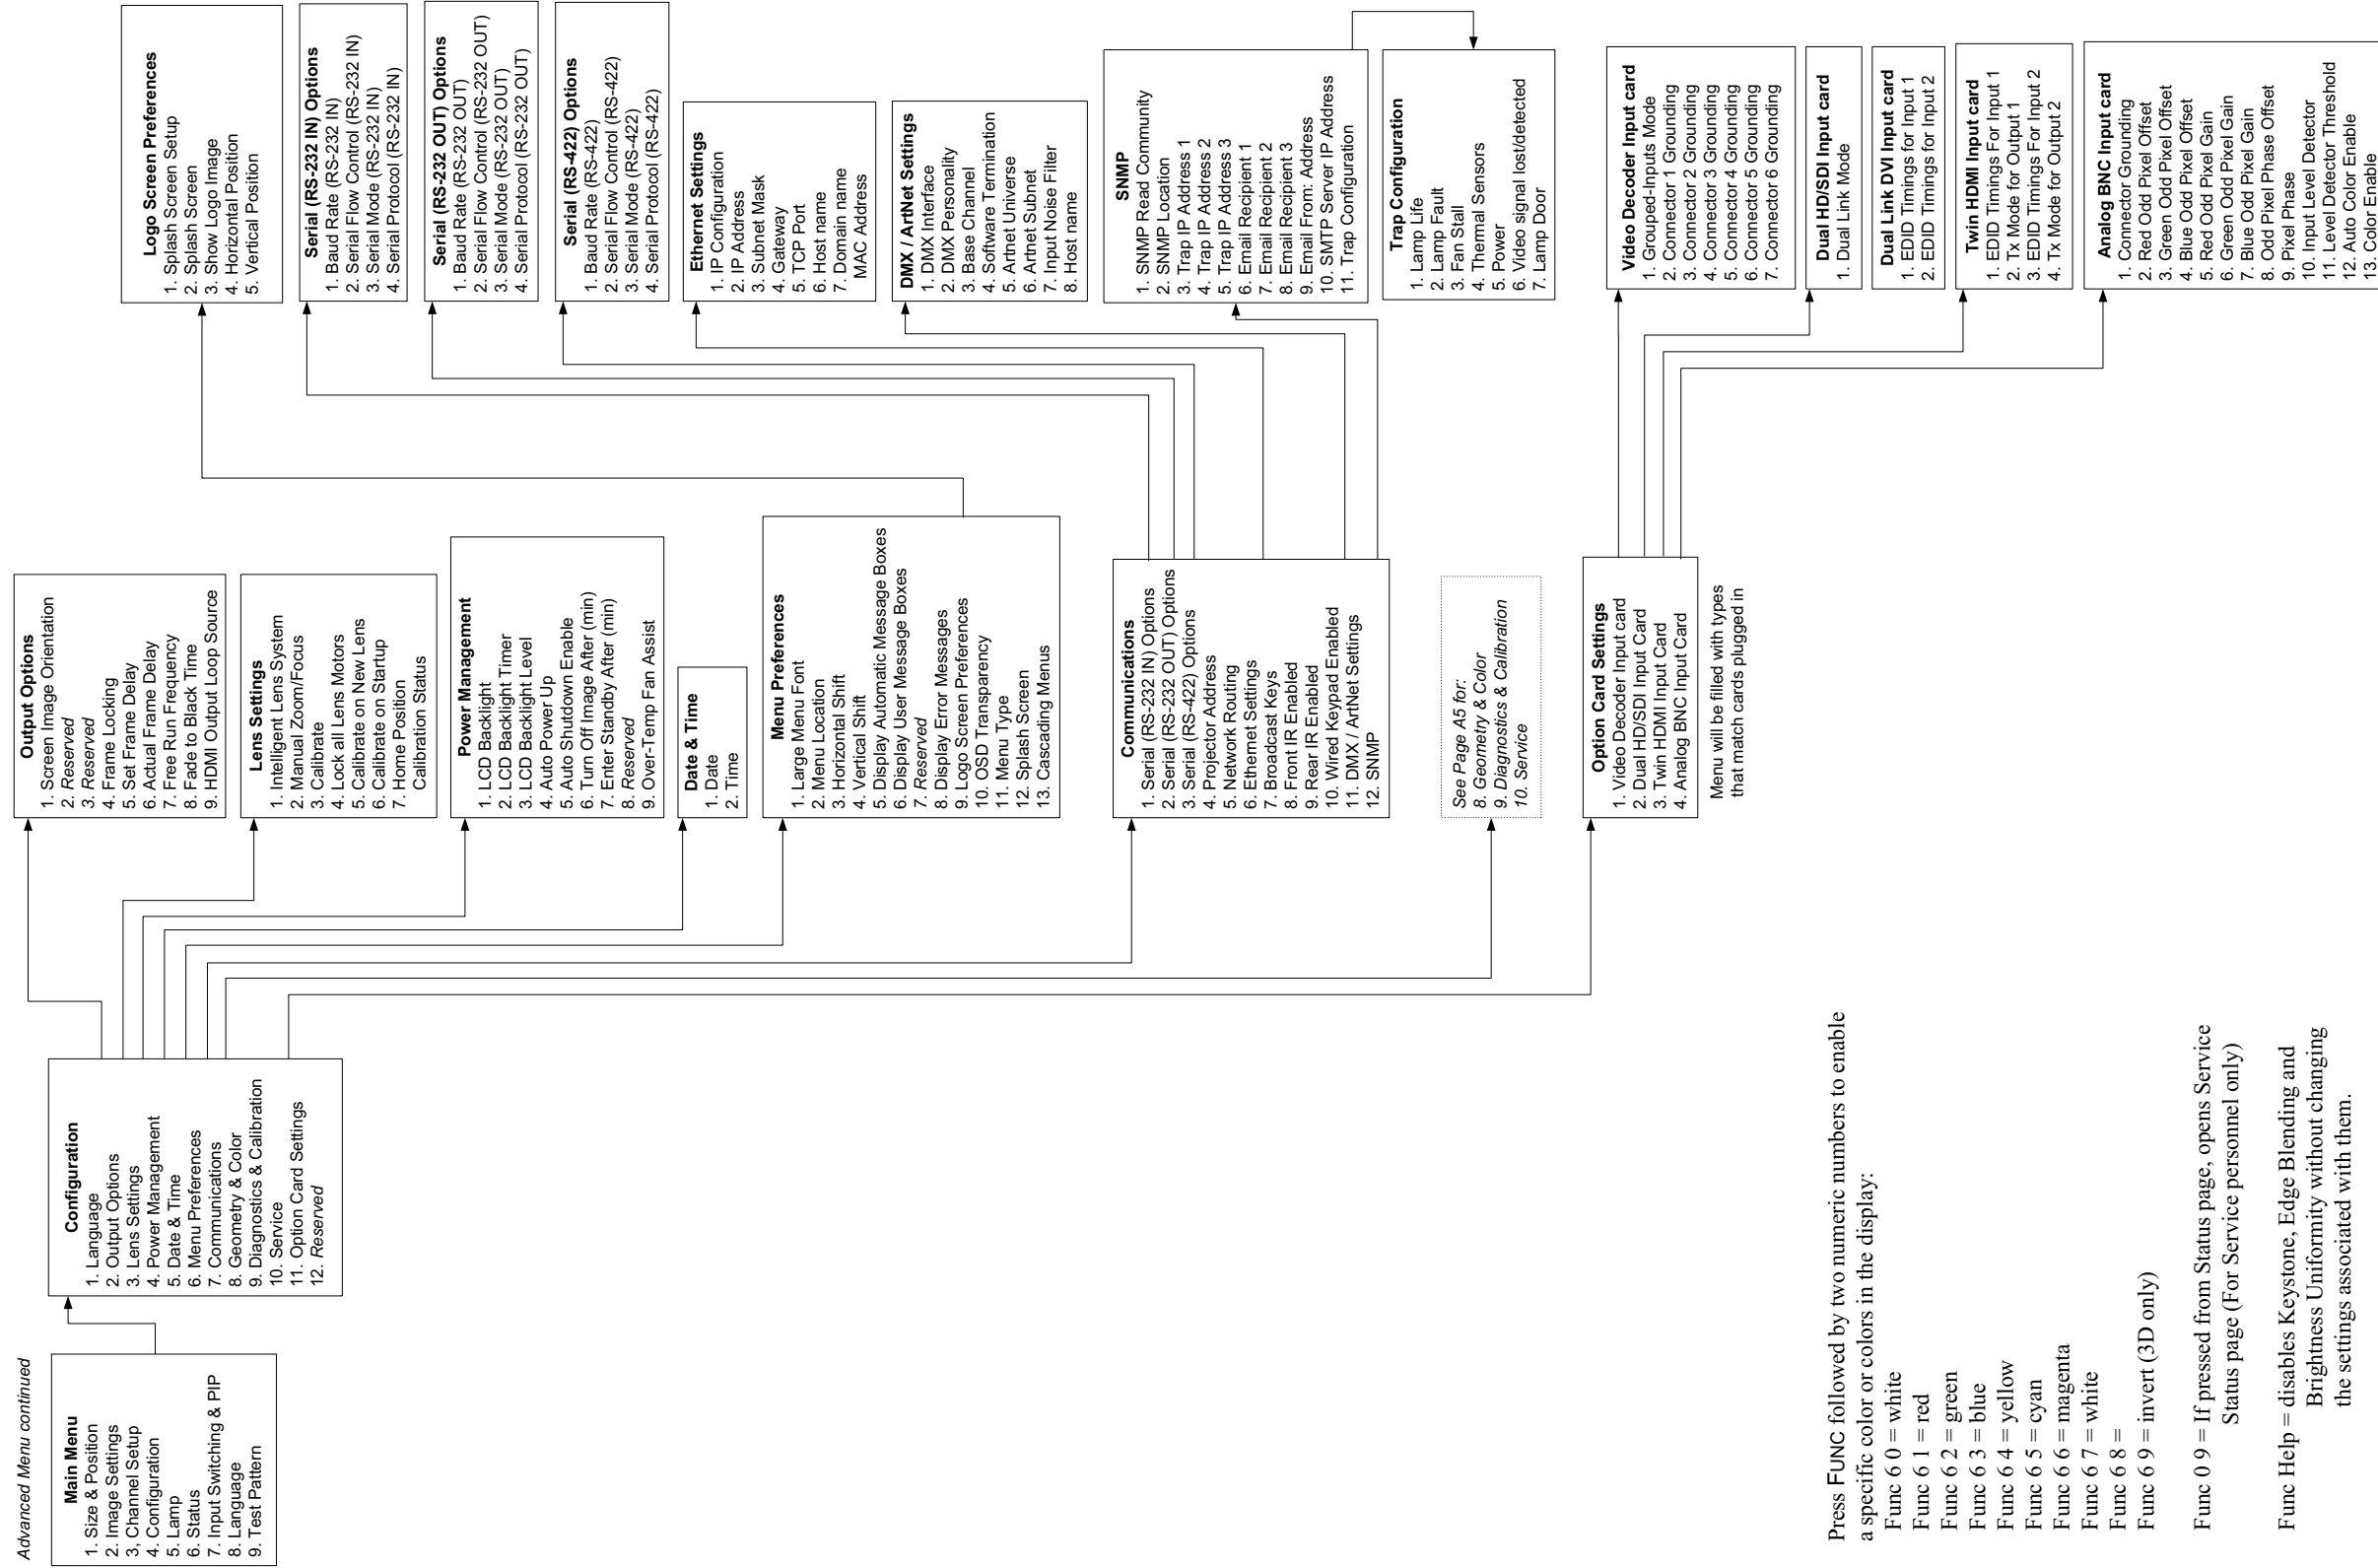 Advanced Menu continued
Main Menu
1. Size & Position
2. Image Settings
3, Channel Setup
4. Configuration
5. Lamp
6. Status
7. Input Switching & PIP
8. Language
9. Test Pattern
Configuration
1. Language
2. Output Options
3. Lens Settings
4. Power Management
5. Date & Time
6. Menu Preferences
7. Communications
8. Geometry & Color
9. Diagnostics & Calibration
10. Service
11. Option Card Settings
12. Reserved
Output Options
1. Screen Image Orientation
2. Reserved
3. Reserved
4. Frame Locking
5. Set Frame Delay
6. Actual Frame Delay
7. Free Run Frequency
8. Fade to Black Time
9. HDMI Output Loop Source
Lens Settings
1. Intelligent Lens System
2. Manual Zoom/Focus
3. Calibrate
4. Lock all Lens Motors
5. Calibrate on New Lens
6. Calibrate on Startup
7. Home Position
Calibration Status
Power Management
1. LCD Backlight
2. LCD Backlight Timer
3. LCD Backlight Level
4. Auto Power Up
5. Auto Shutdown Enable
6. Turn Off Image After (min)
7. Enter Standby After (min)
8. Reserved
9. Over-Temp Fan Assist
Date & Time
1. Date
2. Time
Menu Preferences
1. Large Menu Font
2. Menu Location
3. Horizontal Shift
4. Vertical Shift
5. Display Automatic Message Boxes
6. Display User Message Boxes
7. Reserved
8. Display Error Messages
9. Logo Screen Preferences
10. OSD Transparency
11. Menu Type
12. Splash Screen
13. Cascading Menus
Communications
1. Serial (RS-232 IN) Options
2. Serial (RS-232 OUT) Options
3. Serial (RS-422) Options
4. Projector Address
5. Network Routing
6. Ethernet Settings
7. Broadcast Keys
8. Front IR Enabled
9. Rear IR Enabled
10. Wired Keypad Enabled
11. DMX / ArtNet Settings
12. SNMP
See Page A5 for:
8. Geometry & Color
9. Diagnostics & Calibration
10. Service
Option Card Settings
1. Video Decoder Input card
2. Dual HD/SDI Input Card
3. Twin HDMI Input Card
4. Analog BNC Input Card
Menu will be filled with types
that match cards plugged in
Logo Screen Preferences
1. Splash Screen Setup
2. Splash Screen
3. Show Logo Image
4. Horizontal Position
5. Vertical Position
Serial (RS-232 IN) Options
1. Baud Rate (RS-232 IN)
2. Serial Flow Control (RS-232 IN)
3. Serial Mode (RS-232 IN)
4. Serial Protocol (RS-232 IN)
Serial (RS-232 OUT) Options
1. Baud Rate (RS-232 OUT)
2. Serial Flow Control (RS-232 OUT)
3. Serial Mode (RS-232 OUT)
4. Serial Protocol (RS-232 OUT)
Serial (RS-422) Options
1. Baud Rate (RS-422)
2. Serial Flow Control (RS-422)
3. Serial Mode (RS-422)
4. Serial Protocol (RS-422)
Ethernet Settings
1. IP Configuration
2. IP Address
3. Subnet Mask
4. Gateway
5. TCP Port
6. Host name
7. Domain name
MAC Address
DMX / ArtNet Settings
1. DMX Interface
2. DMX Personality
3. Base Channel
4. Software Termination
5. Artnet Universe
6. Artnet Subnet
7. Input Noise Filter
8. Host name
SNMP
1. SNMP Read Community
2. SNMP Location
3. Trap IP Address 1
4. Trap IP Address 2
5. Trap IP Address 3
6. Email Recipient 1
7. Email Recipient 2
8. Email Recipient 3
9. Email From: Address
10. SMTP Server IP Address
11. Trap Configuration
Trap Configuration
1. Lamp Life
2. Lamp Fault
3. Fan Stall
4. Thermal Sensors
5. Power
6. Video signal lost/detected
7. Lamp Door
Video Decoder Input card
1. Grouped-Inputs Mode
2. Connector 1 Grounding
3. Connector 2 Grounding
4. Connector 3 Grounding
5. Connector 4 Grounding
6. Connector 5 Grounding
7. Connector 6 Grounding
Dual HD/SDI Input card
1. Dual Link Mode
Dual Link DVI Input card
1. EDID Timings for Input 1
2. EDID Timings for Input 2
Twin HDMI Input card
1. EDID Timings For Input 1
2. Tx Mode for Output 1
3. EDID Timings For Input 2
4. Tx Mode for Output 2
Analog BNC Input card
1. Connector Grounding
2. Red Odd Pixel Offset
3. Green Odd Pixel Offset
4. Blue Odd Pixel Offset
5. Red Odd Pixel Gain
6. Green Odd Pixel Gain
7. Blue Odd Pixel Gain
8. Odd Pixel Phase Offset
9. Pixel Phase
10. Input Level Detector
11. Level Detector Threshold
12. Auto Color Enable
13. Color Enable
Press FUNC followed by two numeric numbers to enable
a specific color or colors in the display:
Func 6 0 = white
Func 6 1 = red
Func 6 2 = green
Func 6 3 = blue
Func 6 4 = yellow
Func 6 5 = cyan
Func 6 6 = magenta
Func 6 7 = white
Func 6 8 =
Func 6 9 = invert (3D only)
Func 0 9 = If pressed from Status page, opens Service
Status page (For Service personnel only)
Func Help = disables Keystone, Edge Blending and
Brightness Uniformity without changing
the settings associated with them.